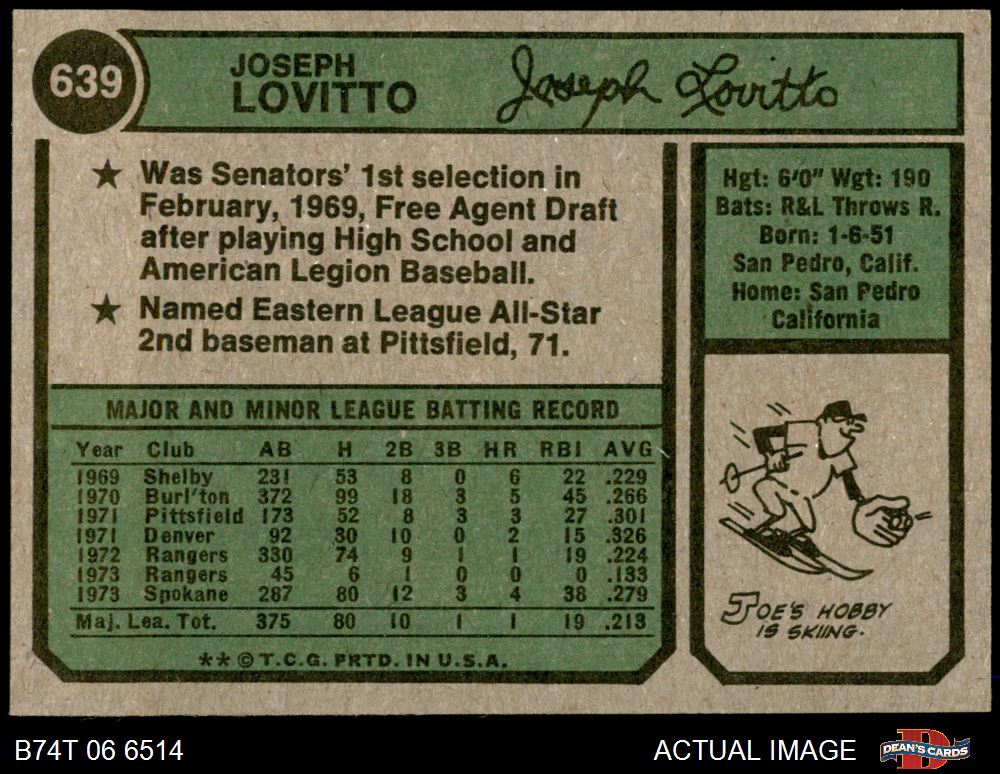 639
JOSEPH
LOVITTO
Joseph Lovitto
★ Was Senators' 1st selection in
February, 1969, Free Agent Draft
after playing High School and
American Legion Baseball.
★ Named Eastern League All-Star
2nd baseman at Pittsfield, 71.
Hgt: 6'0" Wgt: 190
Bats: R&L Throws R.
Born: 1-6-51
San Pedro, Calif.
Home: San Pedro
California
MAJOR AND MINOR LEAGUE BATTING RECORD
Year Club AB H 2B 3B HR RBI AVG
1969 Shelby 231 53 8 0 6 22 .229
1970 Burl'ton 372 99 18 3 5 45 .266
1971 Pittsfield 173 52 8 3 3 27 .301
1971 Denver 92 30 10 0 2 15 .326
1972 Rangers 330 74 9 1 1 19 .224
1973 Rangers 45 6 1 0 0 0 .133
1973 Spokane 287 80 12 3 4 38 .279
Maj. Lea. Tot. 375 80 10 1 1 19 .213
**©T.C.G. PRTD. IN U.S.A.
JOE'S HOBBY
IS SKIING.
B74T 06 6514
ACTUAL IMAGE
DEAN'S CARDS